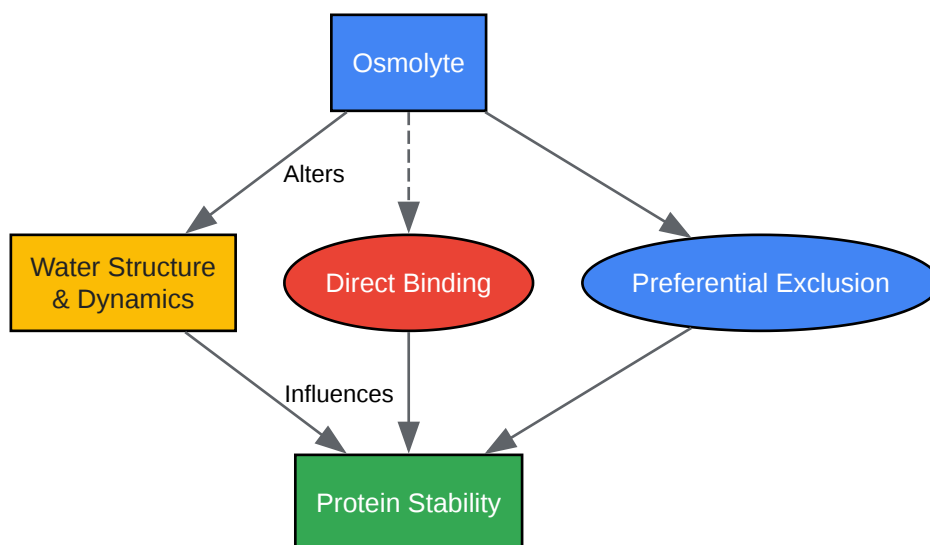 Osmolyte
Alters
Water Structure
& Dynamics
Direct Binding
Preferential Exclusion
Influences
Protein Stability